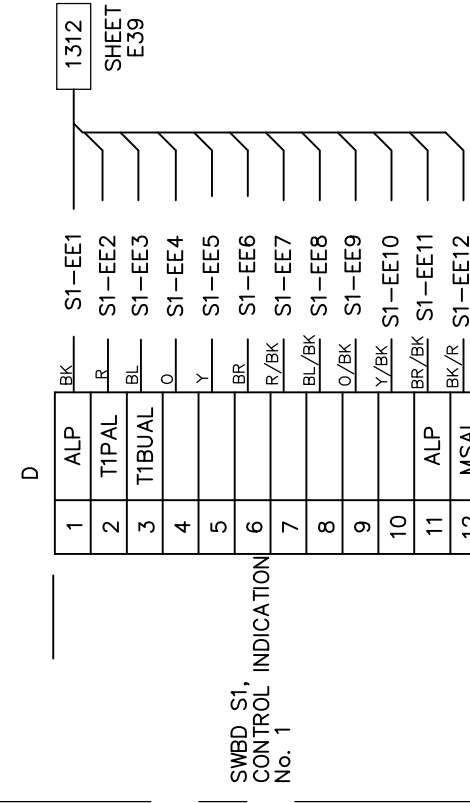 D
1312
SHEET
E39
1 ALP BK S1-EE1
2 T1PAL R S1-EE2
3 T1BUAL BL S1-EE3
4 O S1-EE4
5 Y S1-EE5
6 BR S1-EE6
7 R/BK S1-EE7
8 BL/BK S1-EE8
9 O/BK S1-EE9
10 Y/BK S1-EE10
11 ALP BR/BK S1-EE11
12 MSAL BK/R S1-EE12
SWBD S1,
CONTROL INDICATION
No. 1